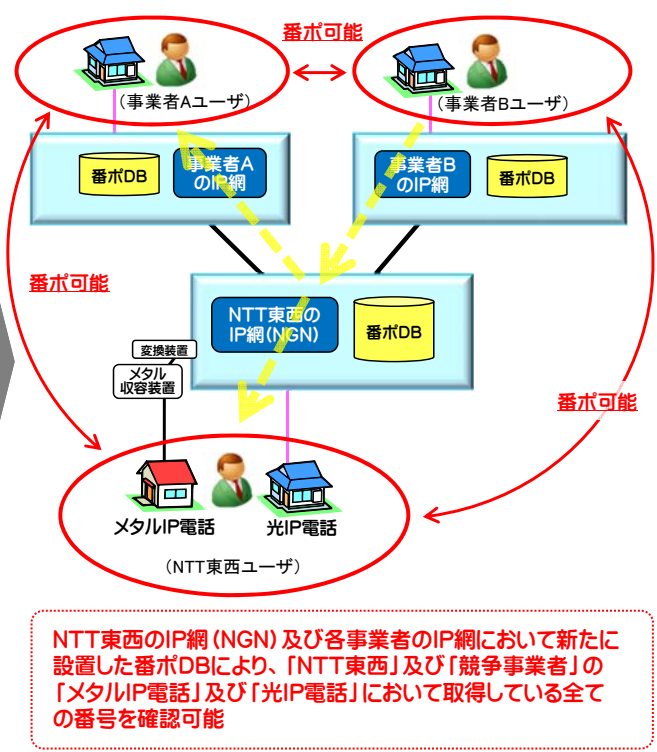 番ポ可能
(事業者Aユーザ)
(事業者Bユーザ)
番ポDB
事業者A
のIP網
事業者B
のIP網
番ポDB
番ポ可能
NTT東西の
IP網(NGN)
番ポDB
変換装置
メタル
収容装置
番ポ可能
メタルIP電話
光IP電話
(NTT東西ユーザ)
NTT東西のIP網(NGN)及び各事業者のIP網において新たに
設置した番ポDBにより、「NTT東西」及び「競争事業者」の
「メタルIP電話」及び「光IP電話」において取得している全て
の番号を確認可能